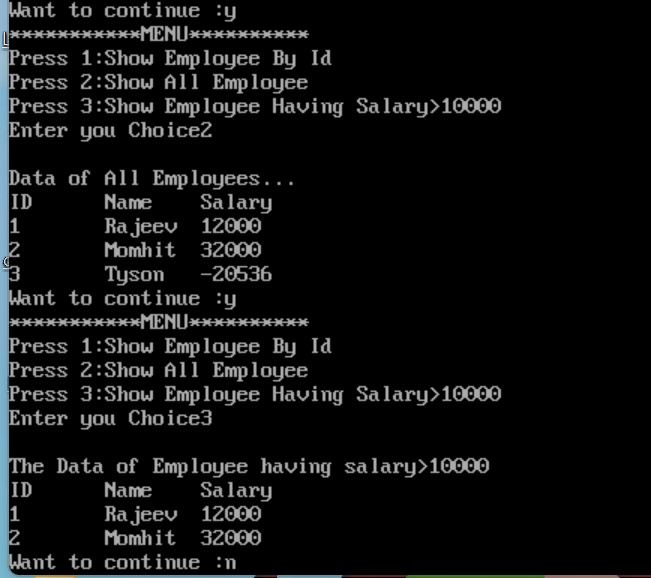 Want to continue :y
***********MENU**********
Press 1:Show Employee By Id
Press 2:Show All Employee
Press 3:Show Employee Having Salary>10000
Enter you Choice2
Data of All Employees...
ID Name Salary
1 Rajeev 12000
2 Momhit 32000
3 Tyson -20536
Want to continue :y
***********MENU**********
Press 1:Show Employee By Id
Press 2:Show All Employee
Press 3:Show Employee Having Salary>10000
Enter you Choice3
The Data of Employee having salary>10000
ID Name Salary
1 Rajeev 12000
2 Momhit 32000
Want to continue :n